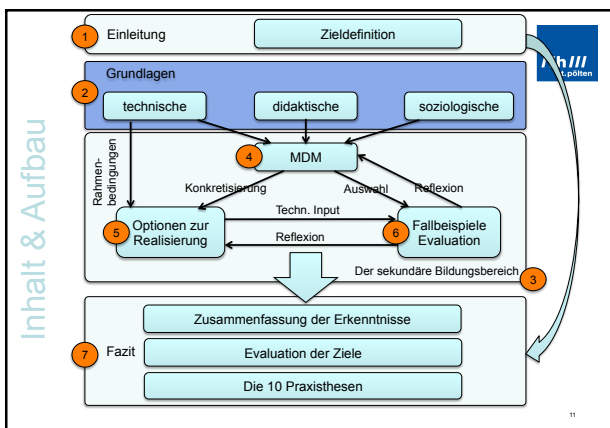 Inhalt & Aufbau
1
Einleitung
Zieldefinition
fh///
st. pölten
2
Grundlagen
technische
didaktische
soziologische
4
MDM
Rahmen-
bedingungen
Konkretisierung
Auswahl
Reflexion
5
Optionen zur
Realisierung
Techn. Input
Reflexion
6
Fallbeispiele
Evaluation
Der sekundäre Bildungsbereich
3
7
Fazit
Zusammenfassung der Erkenntnisse
Evaluation der Ziele
Die 10 Praxisthesen
11